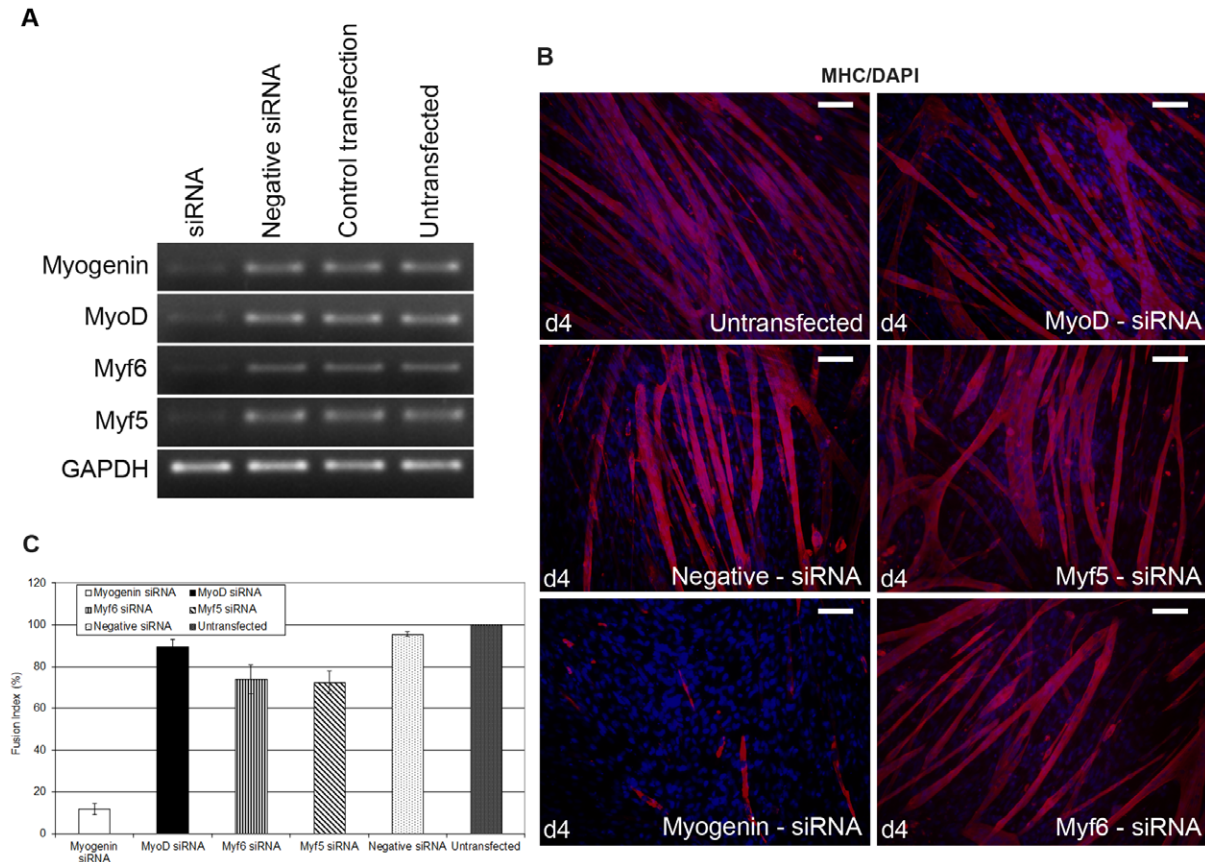 A
siRNA
Negative siRNA
Control transfection
Untransfected
Myogenin
MyoD
Myf6
Myf5
GAPDH
B
MHC/DAPI
d4
Untransfected
d4
MyoD - siRNA
d4
Negative - siRNA
d4
Myf5 - siRNA
d4
Myogenin - siRNA
d4
Myf6 - siRNA
C
Fusion Index (%)
120
100
80
60
40
20
0
Myogenin siRNA
MyoD siRNA
Myf6 siRNA
Myf5 siRNA
Negative siRNA
Untransfected
Myogenin
siRNA
MyoD siRNA
Myf6 siRNA
Myf5 siRNA
Negative siRNA
Untransfected